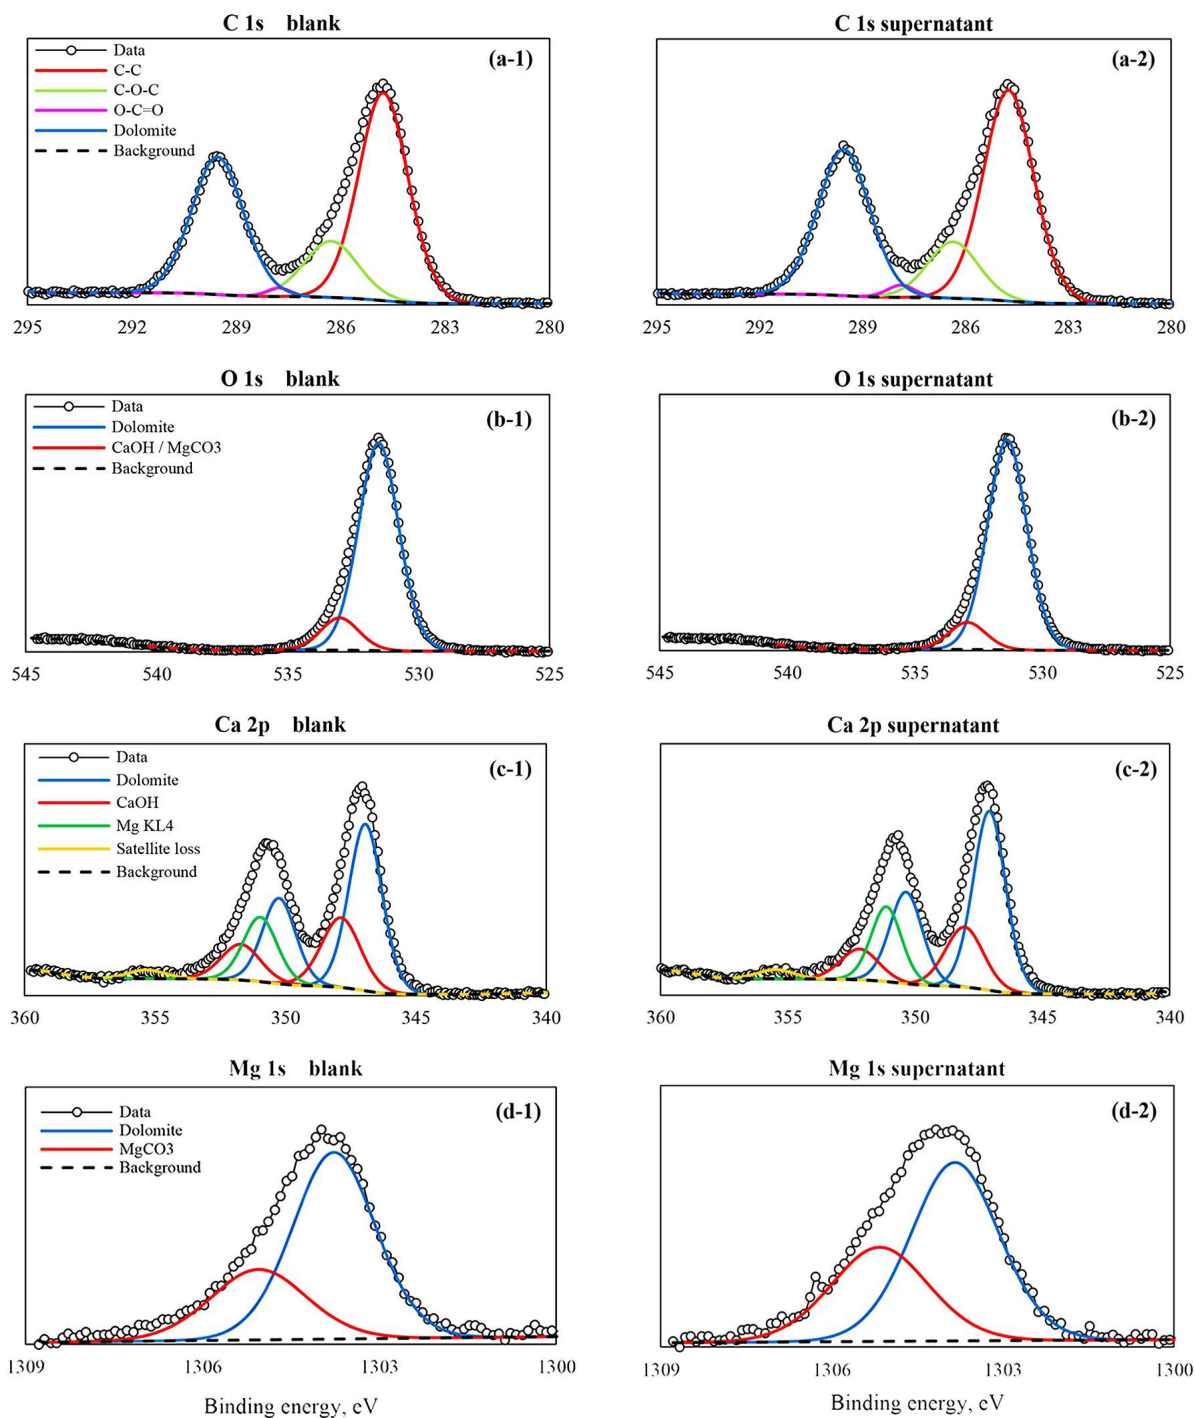 C 1s blank
C 1s supernatant
(a-1)
Data
C-C
C-O-C
O-C=O
Dolomite
Background
(a-2)
295 292 289 286 283 280
295 292 289 286 283 280
O 1s blank
O 1s supernatant
(b-1)
Data
Dolomite
CaOH / MgCO3
Background
(b-2)
545 540 535 530 525
545 540 535 530 525
Ca 2p blank
Ca 2p supernatant
(c-1)
Data
Dolomite
CaOH
Mg KL4
Satellite loss
Background
(c-2)
360 355 350 345 340
360 355 350 345 340
Mg 1s blank
Mg 1s supernatant
(d-1)
Data
Dolomite
MgCO3
Background
(d-2)
1309 1306 1303 1300
1309 1306 1303 1300
Binding energy, eV
Binding energy, eV